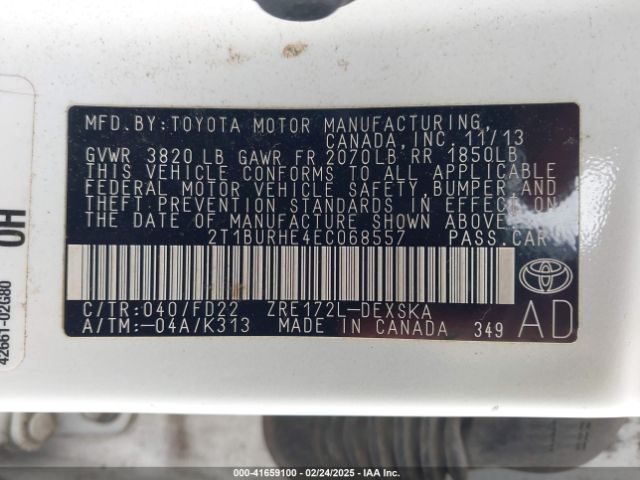 MFD. BY: TOYOTA MOTOR MANUFACTURING
CANADA, INC. 11/13
GVWR 3820 LB GAWR FR 2070LB RR 1850LB
THIS VEHICLE CONFORMS TO ALL APPLICABLE
FEDERAL MOTOR VEHICLE SAFETY, BUMPER AND
THEFT PREVENTION STANDARDS IN EFFECT ON
THE DATE OF MANUFACTURE SHOWN ABOVE.
2T1BURHE4EC068557 PASS. CAR
C/TR: 040/FD22 ZRE172L-DEXSKA
A/TM: -04A/K313 MADE IN CANADA 349
TOYOTA
AD
OH
42661-02G80
000-41659100 - 02/24/2025 - IAA Inc.